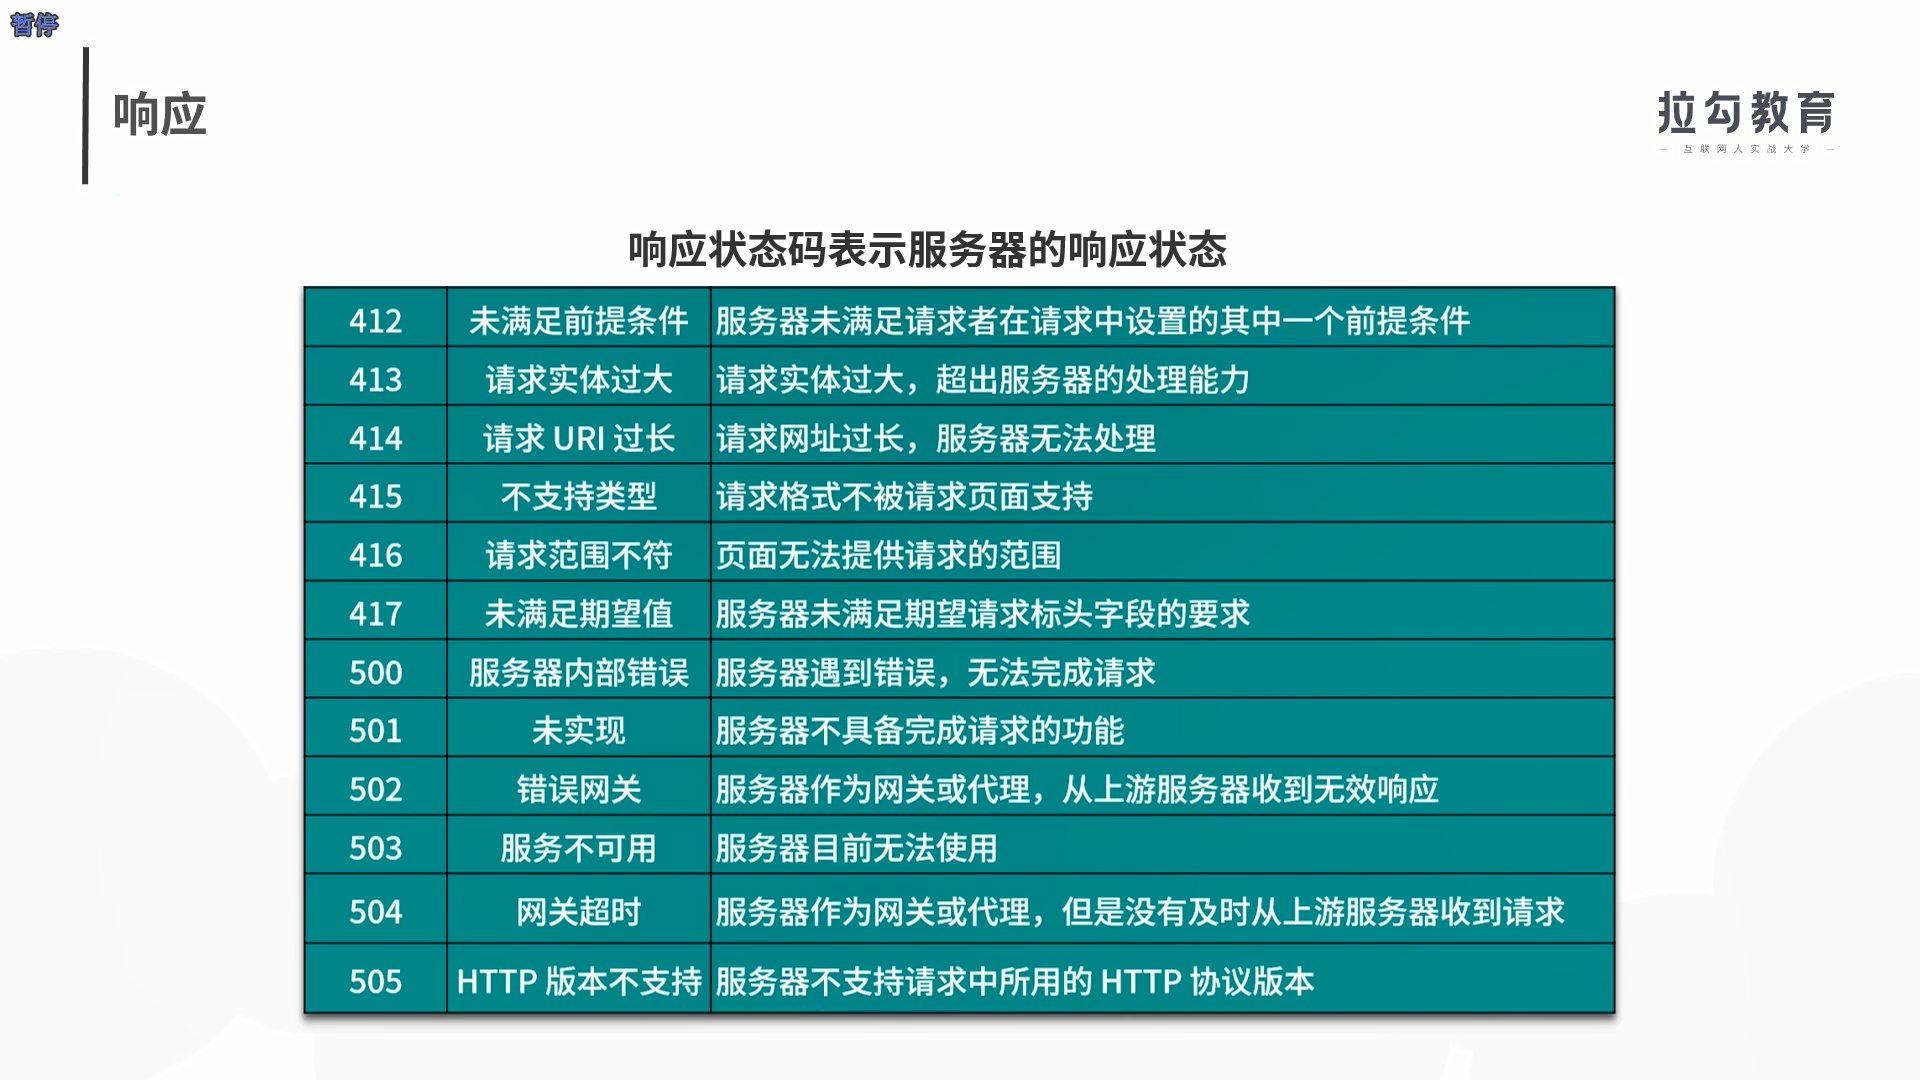 暂停
响应
拉勾教育
互联网人实战大学
响应状态码表示服务器的响应状态
412 未满足前提条件 服务器未满足请求者在请求中设置的其中一个前提条件
413 请求实体过大 请求实体过大，超出服务器的处理能力
414 请求 URI 过长 请求网址过长，服务器无法处理
415 不支持类型 请求格式不被请求页面支持
416 请求范围不符 页面无法提供请求的范围
417 未满足期望值 服务器未满足期望请求标头字段的要求
500 服务器内部错误 服务器遇到错误，无法完成请求
501 未实现 服务器不具备完成请求的功能
502 错误网关 服务器作为网关或代理，从上游服务器收到无效响应
503 服务不可用 服务器目前无法使用
504 网关超时 服务器作为网关或代理，但是没有及时从上游服务器收到请求
505 HTTP 版本不支持 服务器不支持请求中所用的 HTTP 协议版本